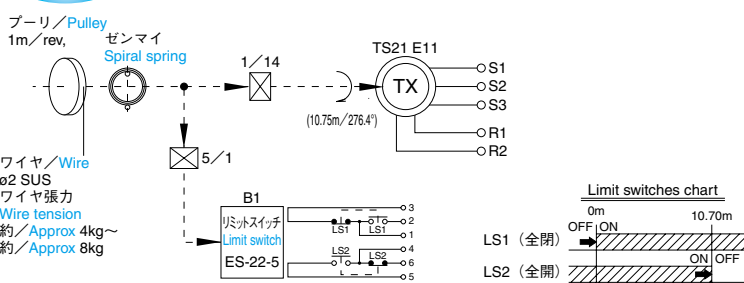 プーリ／Pulley
1m／rev,
ゼンマイ
Spiral spring
1／14
(10.75m／276.4°)
TS21 E11
TX
S1
S2
S3
R1
R2
ワイヤ／Wire
ø2 SUS
ワイヤ張力
Wire tension
約／Approx 4kg～
約／Approx 8kg
5／1
B1
リミットスイッチ
Limit switch
ES-22-5
LS1
LS1
LS2
LS2
3
2
1
4
6
5
Limit switches chart
0m
10.70m
OFF ON
LS1（全閉）
ON OFF
LS2（全開）